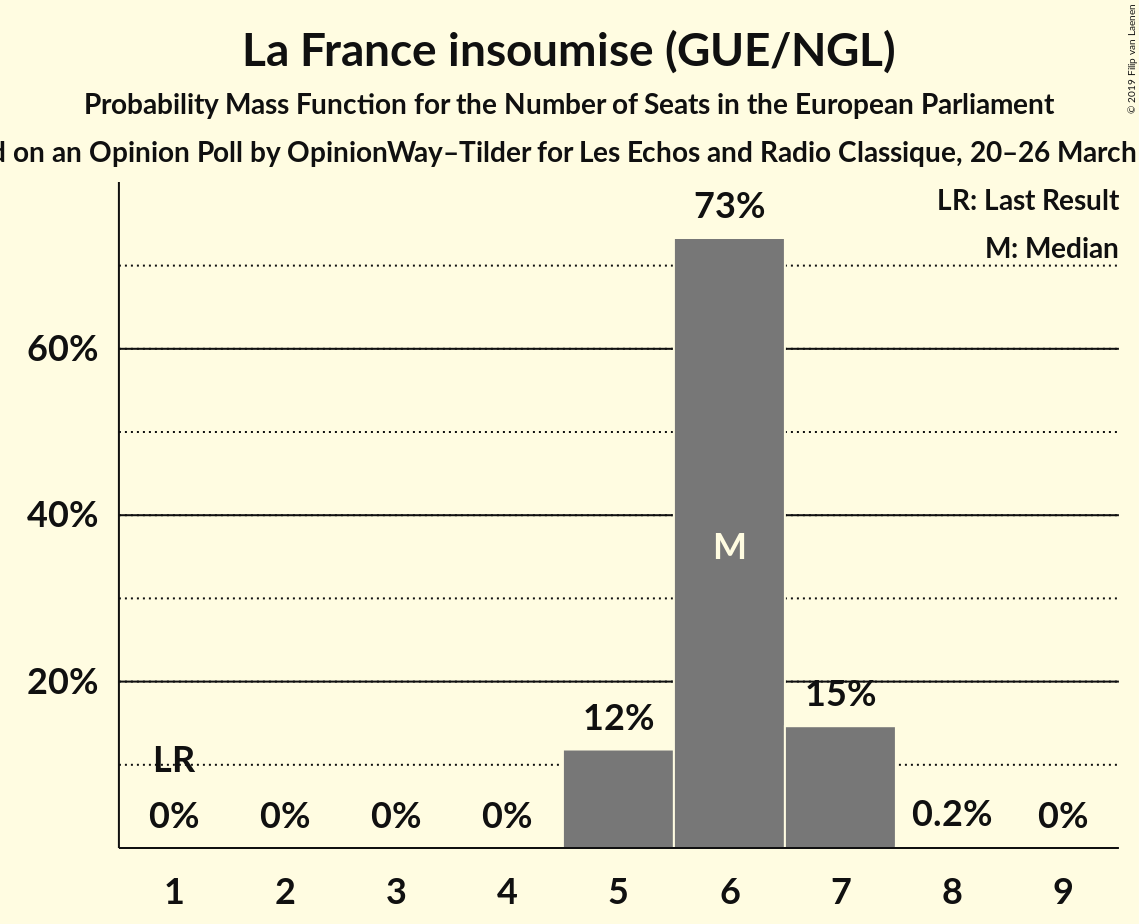 La France insoumise (GUE/NGL)
Probability Mass Function for the Number of Seats in the European Parliament
on an Opinion Poll by OpinionWay–Tilder for Les Echos and Radio Classique, 20–26 March
© 2019 Filip van Laenen
LR: Last Result
M: Median
73%
60%
40%
M
20%
15%
12%
LR
0% 0% 0% 0% 0.2% 0%
1 2 3 4 5 6 7 8 9